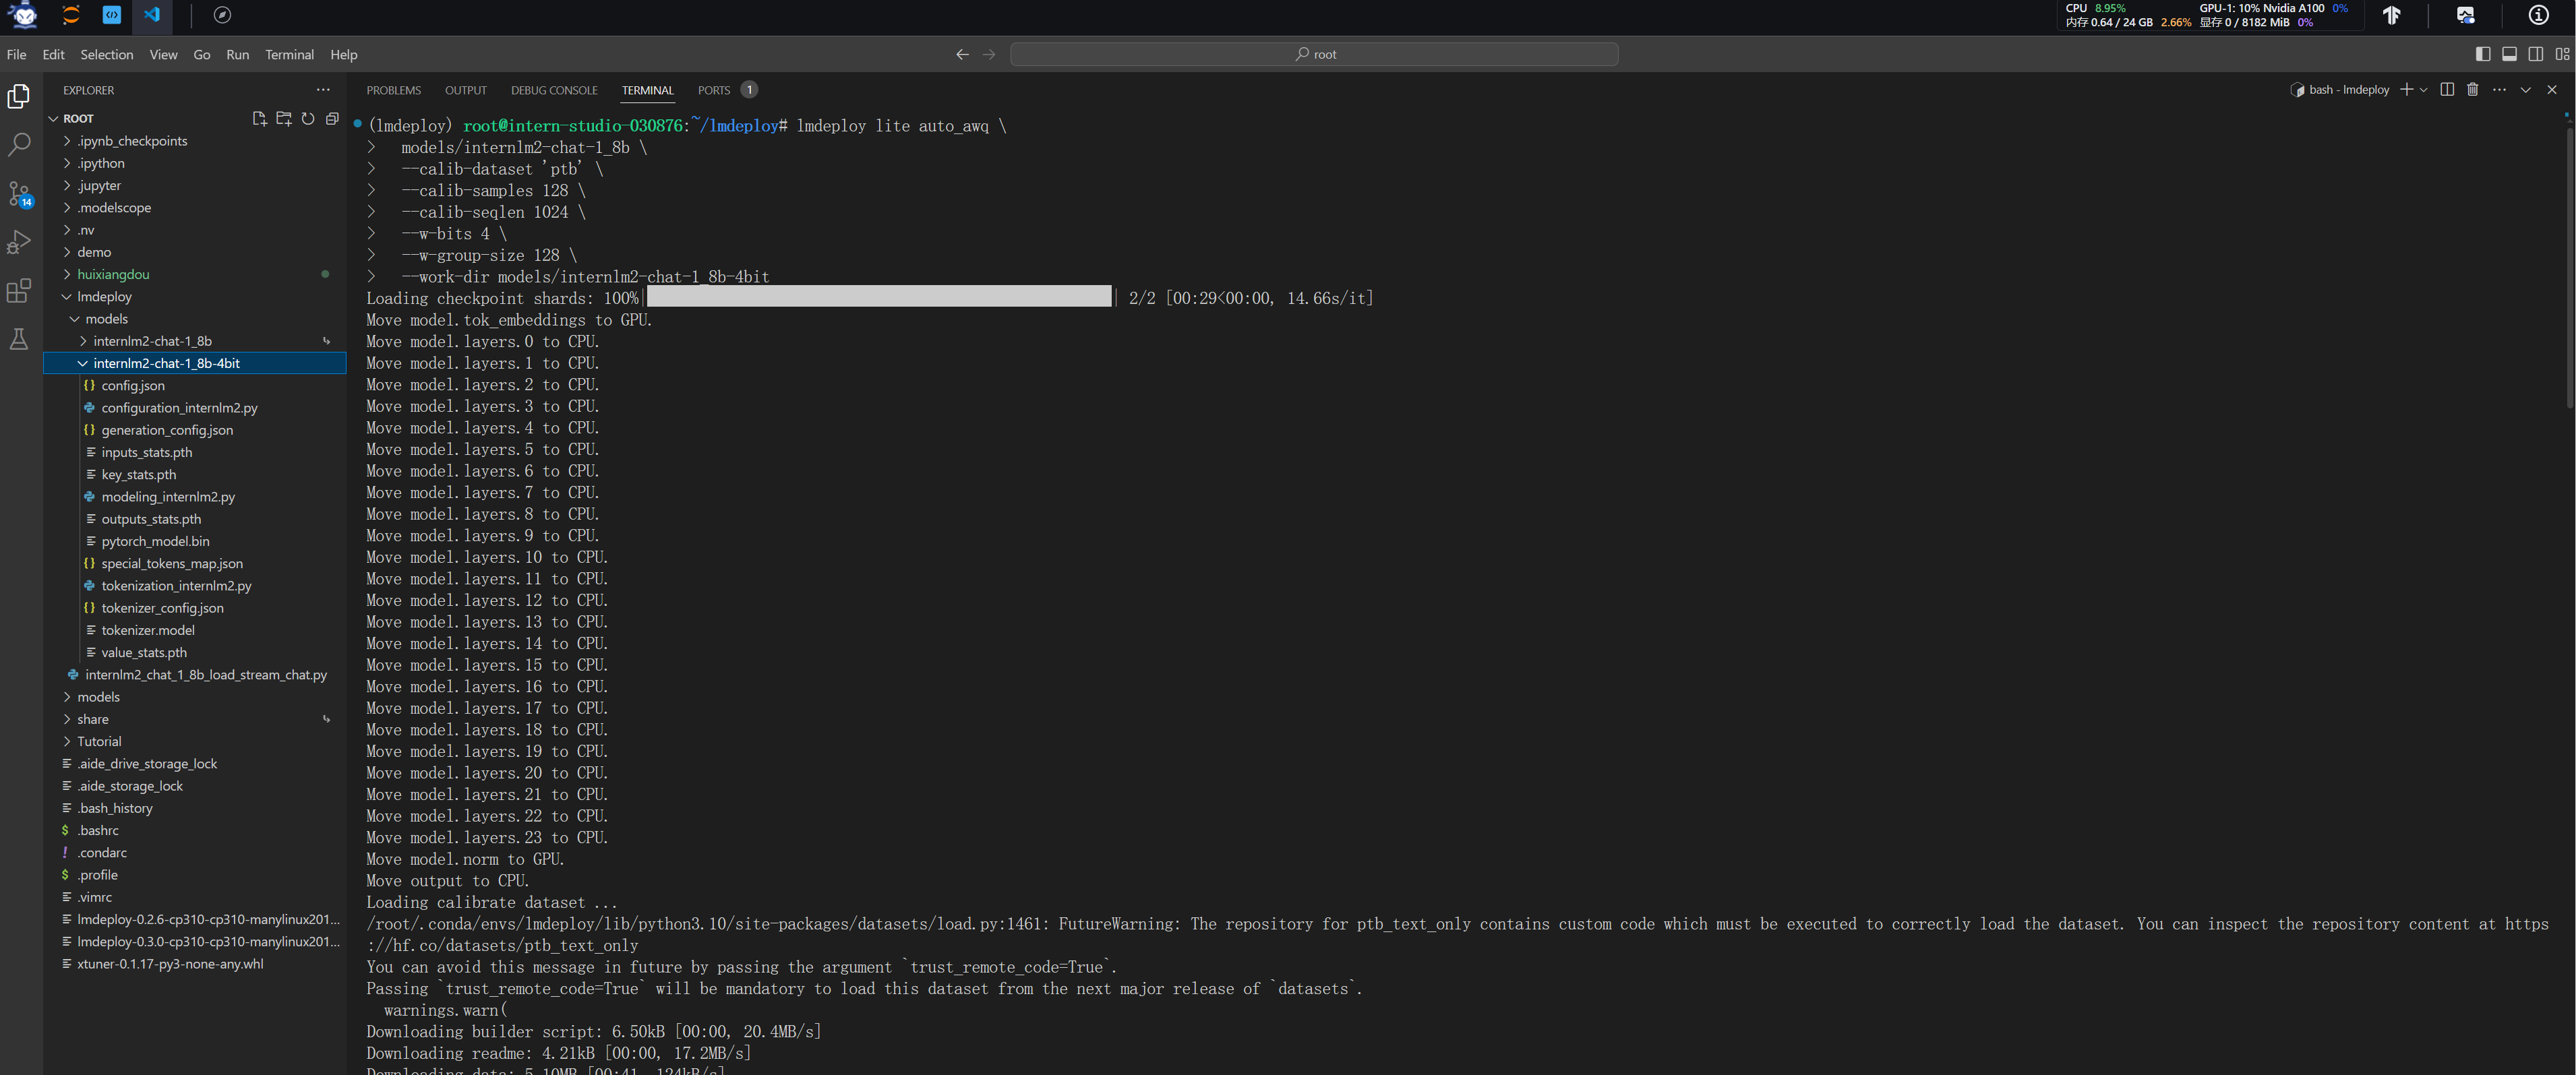 CPU 8.95% GPU-1: 10% Nvidia A100 0%
内存 0.64 / 24 GB 2.66% 显存 0 / 8182 MiB 0%
File Edit Selection View Go Run Terminal Help
root
EXPLORER
ROOT
.ipynb_checkpoints
.ipython
.jupyter
.modelscope
.nv
demo
huixiangdou
lmdeploy
models
internlm2-chat-1_8b
internlm2-chat-1_8b-4bit
config.json
configuration_internlm2.py
generation_config.json
inputs_stats.pth
key_stats.pth
modeling_internlm2.py
outputs_stats.pth
pytorch_model.bin
special_tokens_map.json
tokenization_internlm2.py
tokenizer_config.json
tokenizer.model
value_stats.pth
internlm2_chat_1_8b_load_stream_chat.py
models
share
Tutorial
.aide_drive_storage_lock
.aide_storage_lock
.bash_history
.bashrc
.condarc
.profile
.vimrc
lmdeploy-0.2.6-cp310-cp310-manylinux201...
lmdeploy-0.3.0-cp310-cp310-manylinux201...
xtuner-0.1.17-py3-none-any.whl
14
PROBLEMS OUTPUT DEBUG CONSOLE TERMINAL PORTS 1
bash - lmdeploy
(lmdeploy) root@intern-studio-030876:~/lmdeploy# lmdeploy lite auto_awq \
> models/internlm2-chat-1_8b \
> --calib-dataset 'ptb' \
> --calib-samples 128 \
> --calib-seqlen 1024 \
> --w-bits 4 \
> --w-group-size 128 \
> --work-dir models/internlm2-chat-1_8b-4bit
Loading checkpoint shards: 100%| | 2/2 [00:29<00:00, 14.66s/it]
Move model.tok_embeddings to GPU.
Move model.layers.0 to CPU.
Move model.layers.1 to CPU.
Move model.layers.2 to CPU.
Move model.layers.3 to CPU.
Move model.layers.4 to CPU.
Move model.layers.5 to CPU.
Move model.layers.6 to CPU.
Move model.layers.7 to CPU.
Move model.layers.8 to CPU.
Move model.layers.9 to CPU.
Move model.layers.10 to CPU.
Move model.layers.11 to CPU.
Move model.layers.12 to CPU.
Move model.layers.13 to CPU.
Move model.layers.14 to CPU.
Move model.layers.15 to CPU.
Move model.layers.16 to CPU.
Move model.layers.17 to CPU.
Move model.layers.18 to CPU.
Move model.layers.19 to CPU.
Move model.layers.20 to CPU.
Move model.layers.21 to CPU.
Move model.layers.22 to CPU.
Move model.layers.23 to CPU.
Move model.norm to GPU.
Move output to CPU.
Loading calibrate dataset ...
/root/.conda/envs/lmdeploy/lib/python3.10/site-packages/datasets/load.py:1461: FutureWarning: The repository for ptb_text_only contains custom code which must be executed to correctly load the dataset. You can inspect the repository content at https
://hf.co/datasets/ptb_text_only
You can avoid this message in future by passing the argument `trust_remote_code=True`.
Passing `trust_remote_code=True` will be mandatory to load this dataset from the next major release of `datasets`.
warnings.warn(
Downloading builder script: 6.50kB [00:00, 20.4MB/s]
Downloading readme: 4.21kB [00:00, 17.2MB/s]
Downloading data: 5.10MB [00:41, 124kB/s]